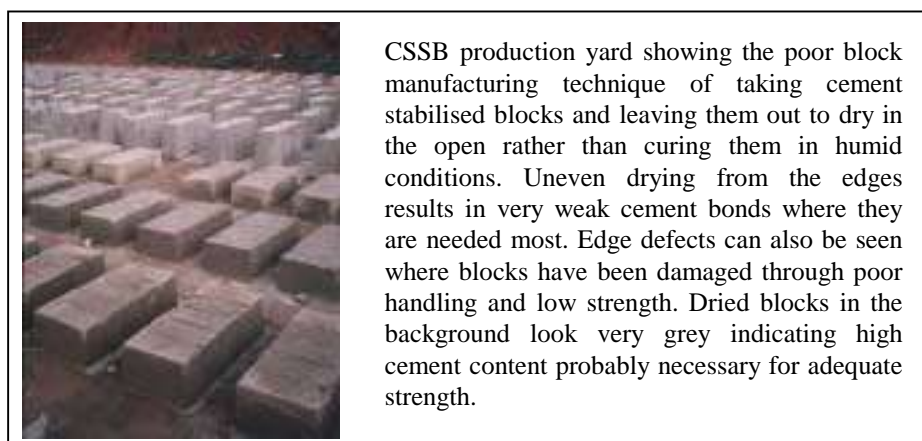 CSSB production yard showing the poor block
manufacturing technique of taking cement
stabilised blocks and leaving them out to dry in
the open rather than curing them in humid
conditions. Uneven drying from the edges
results in very weak cement bonds where they
are needed most. Edge defects can also be seen
where blocks have been damaged through poor
handling and low strength. Dried blocks in the
background look very grey indicating high
cement content probably necessary for adequate
strength.